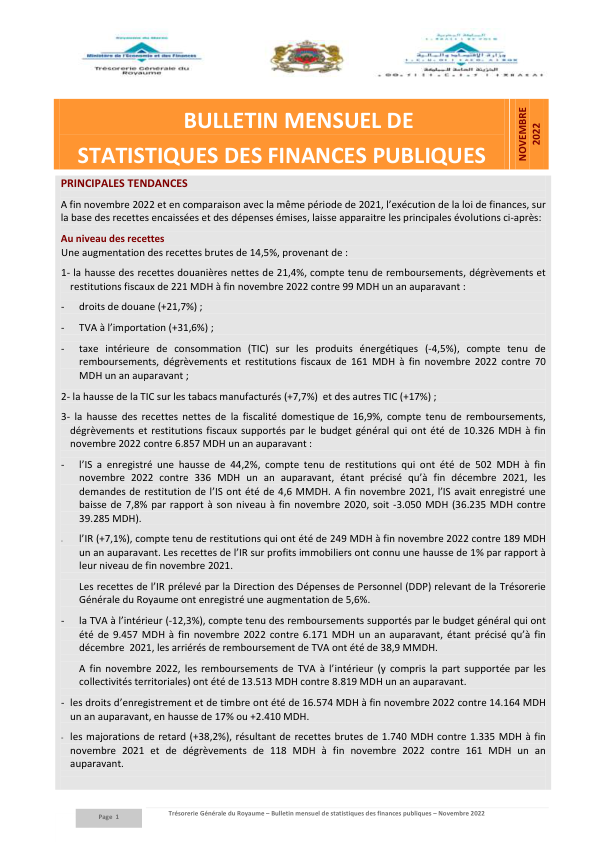 Royaume du Maroc
Ministère de l'Economie et des Finances
Trésorerie Générale du
Royaume
وزارة الاقتصاد والمالية
الخزينة العامة للمملكة
BULLETIN MENSUEL DE
STATISTIQUES DES FINANCES PUBLIQUES
NOVEMBRE
2022
PRINCIPALES TENDANCES
A fin novembre 2022 et en comparaison avec la même période de 2021, l'exécution de la loi de finances, sur
la base des recettes encaissées et des dépenses émises, laisse apparaitre les principales évolutions ci-après:
Au niveau des recettes
Une augmentation des recettes brutes de 14,5%, provenant de :
1- la hausse des recettes douanières nettes de 21,4%, compte tenu de remboursements, dégrèvements et
restitutions fiscaux de 221 MDH à fin novembre 2022 contre 99 MDH un an auparavant :
- droits de douane (+21,7%) ;
- TVA à l'importation (+31,6%) ;
- taxe intérieure de consommation (TIC) sur les produits énergétiques (-4,5%), compte tenu de
remboursements, dégrèvements et restitutions fiscaux de 161 MDH à fin novembre 2022 contre 70
MDH un an auparavant ;
2- la hausse de la TIC sur les tabacs manufacturés (+7,7%) et des autres TIC (+17%) ;
3- la hausse des recettes nettes de la fiscalité domestique de 16,9%, compte tenu de remboursements,
dégrèvements et restitutions fiscaux supportés par le budget général qui ont été de 10.326 MDH à fin
novembre 2022 contre 6.857 MDH un an auparavant :
- l'IS a enregistré une hausse de 44,2%, compte tenu de restitutions qui ont été de 502 MDH à fin
novembre 2022 contre 336 MDH un an auparavant, étant précisé qu'à fin décembre 2021, les
demandes de restitution de l'IS ont été de 4,6 MMDH. A fin novembre 2021, l'IS avait enregistré une
baisse de 7,8% par rapport à son niveau à fin novembre 2020, soit -3.050 MDH (36.235 MDH contre
39.285 MDH).
- l'IR (+7,1%), compte tenu de restitutions qui ont été de 249 MDH à fin novembre 2022 contre 189 MDH
un an auparavant. Les recettes de l'IR sur profits immobiliers ont connu une hausse de 1% par rapport à
leur niveau de fin novembre 2021.
Les recettes de l'IR prélevé par la Direction des Dépenses de Personnel (DDP) relevant de la Trésorerie
Générale du Royaume ont enregistré une augmentation de 5,6%.
- la TVA à l'intérieur (-12,3%), compte tenu des remboursements supportés par le budget général qui ont
été de 9.457 MDH à fin novembre 2022 contre 6.171 MDH un an auparavant, étant précisé qu'à fin
décembre 2021, les arriérés de remboursement de TVA ont été de 38,9 MMDH.
A fin novembre 2022, les remboursements de TVA à l'intérieur (y compris la part supportée par les
collectivités territoriales) ont été de 13.513 MDH contre 8.819 MDH un an auparavant.
- les droits d'enregistrement et de timbre ont été de 16.574 MDH à fin novembre 2022 contre 14.164 MDH
un an auparavant, en hausse de 17% ou +2.410 MDH.
- les majorations de retard (+38,2%), résultant de recettes brutes de 1.740 MDH contre 1.335 MDH à fin
novembre 2021 et de dégrèvements de 118 MDH à fin novembre 2022 contre 161 MDH un an
auparavant.
Page 1
Trésorerie Générale du Royaume – Bulletin mensuel de statistiques des finances publiques – Novembre 2022